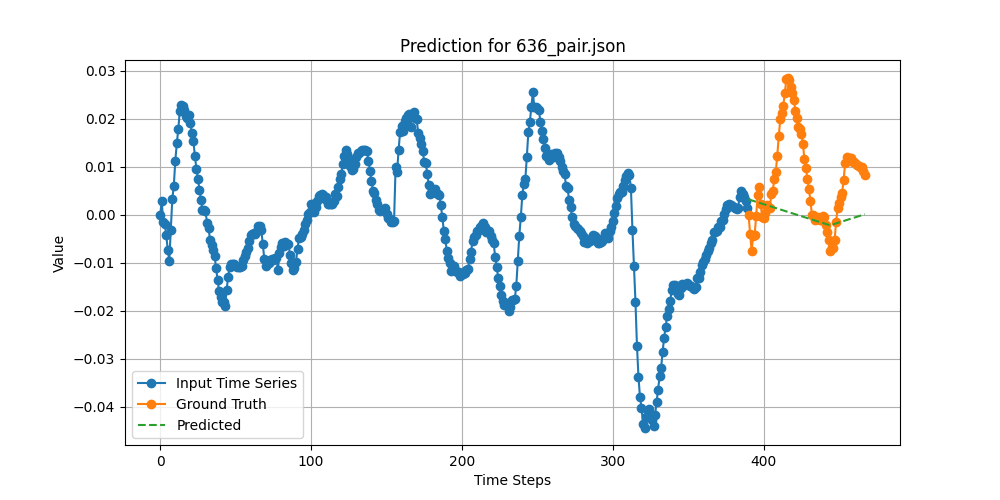 Prediction for 636_pair.json
0.03
0.02
0.01
0.00
−0.01
−0.02
−0.03
−0.04
Value
Input Time Series
Ground Truth
Predicted
0 100 200 300 400
Time Steps